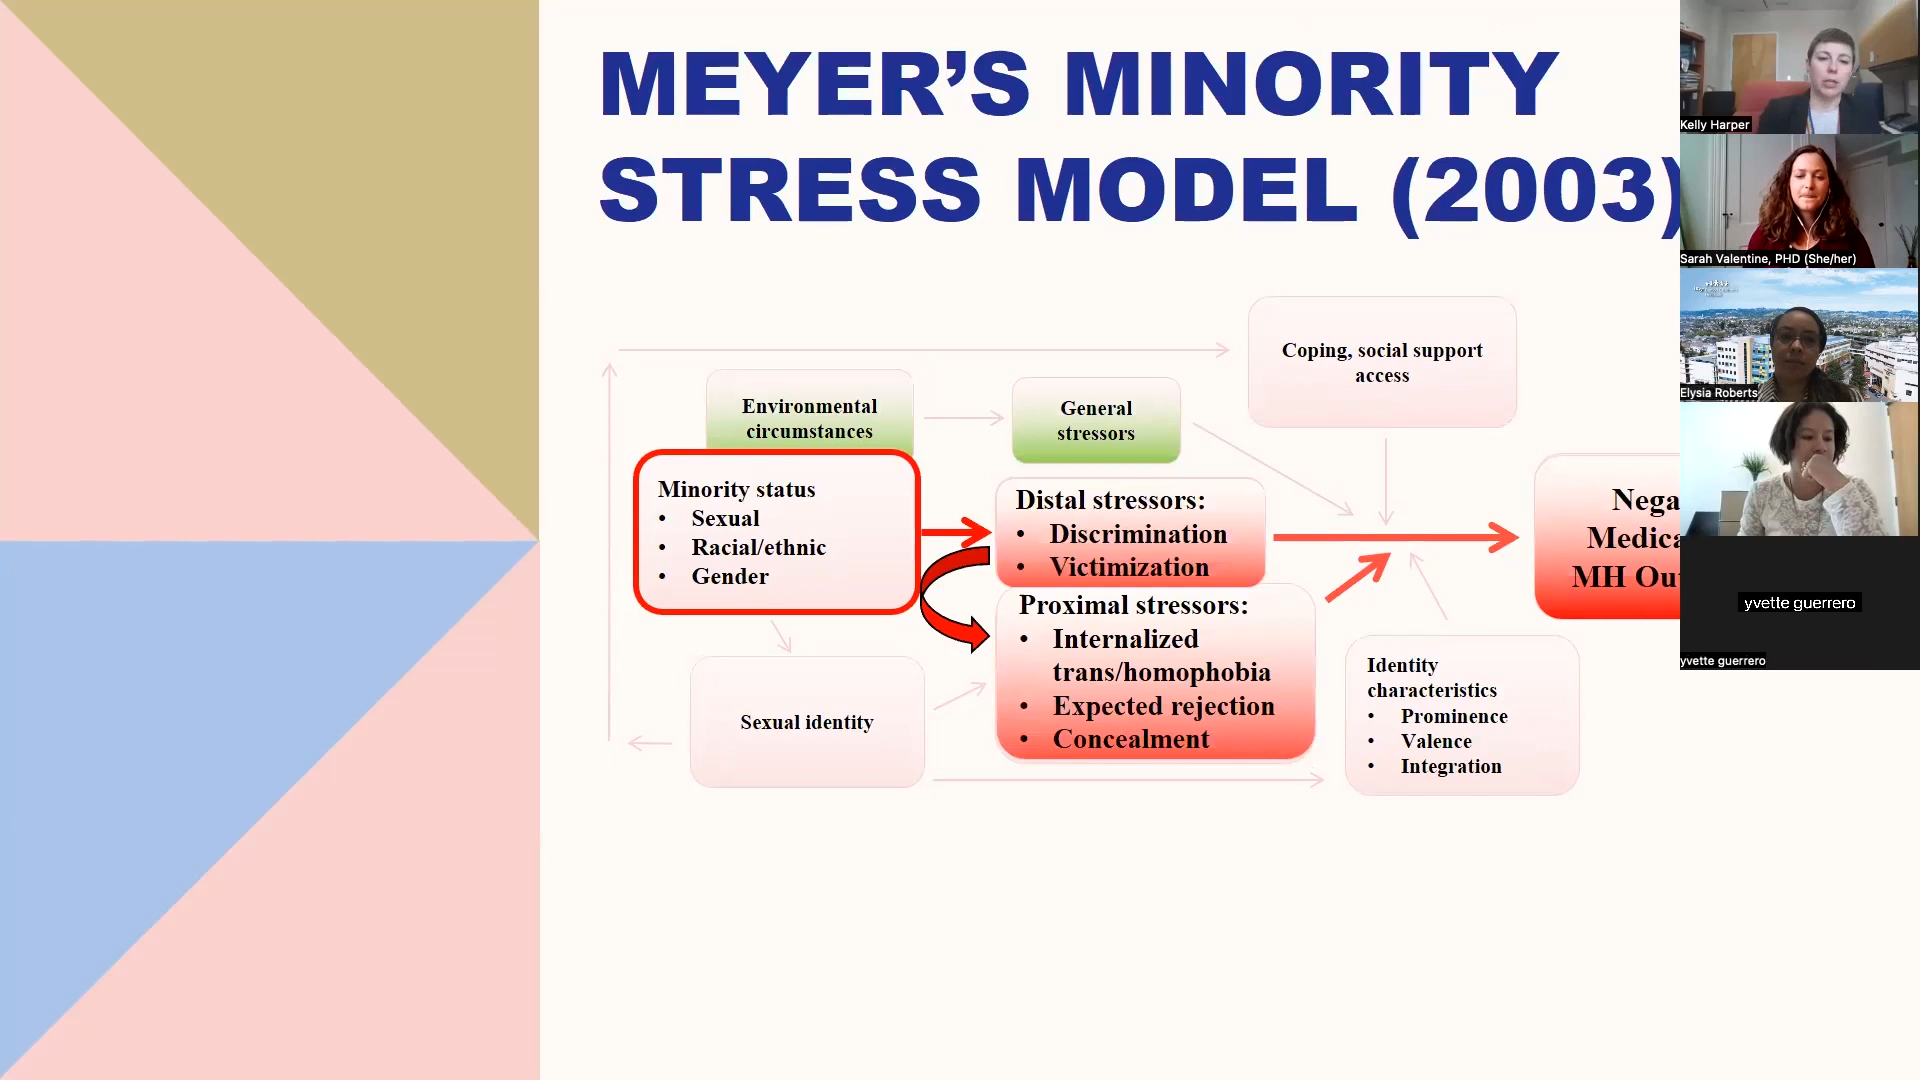 MEYER’S MINORITY
STRESS MODEL (2003)
Coping, social support
access
Environmental
circumstances
General
stressors
Minority status
• Sexual
• Racial/ethnic
• Gender
Distal stressors:
• Discrimination
• Victimization
Proximal stressors:
• Internalized
trans/homophobia
• Expected rejection
• Concealment
Nega
Medica
MH Ou
Sexual identity
Identity
characteristics
• Prominence
• Valence
• Integration
Kelly Harper
Sarah Valentine, PHD (She/her)
Elysia Roberts
yvette guerrero
yvette guerrero